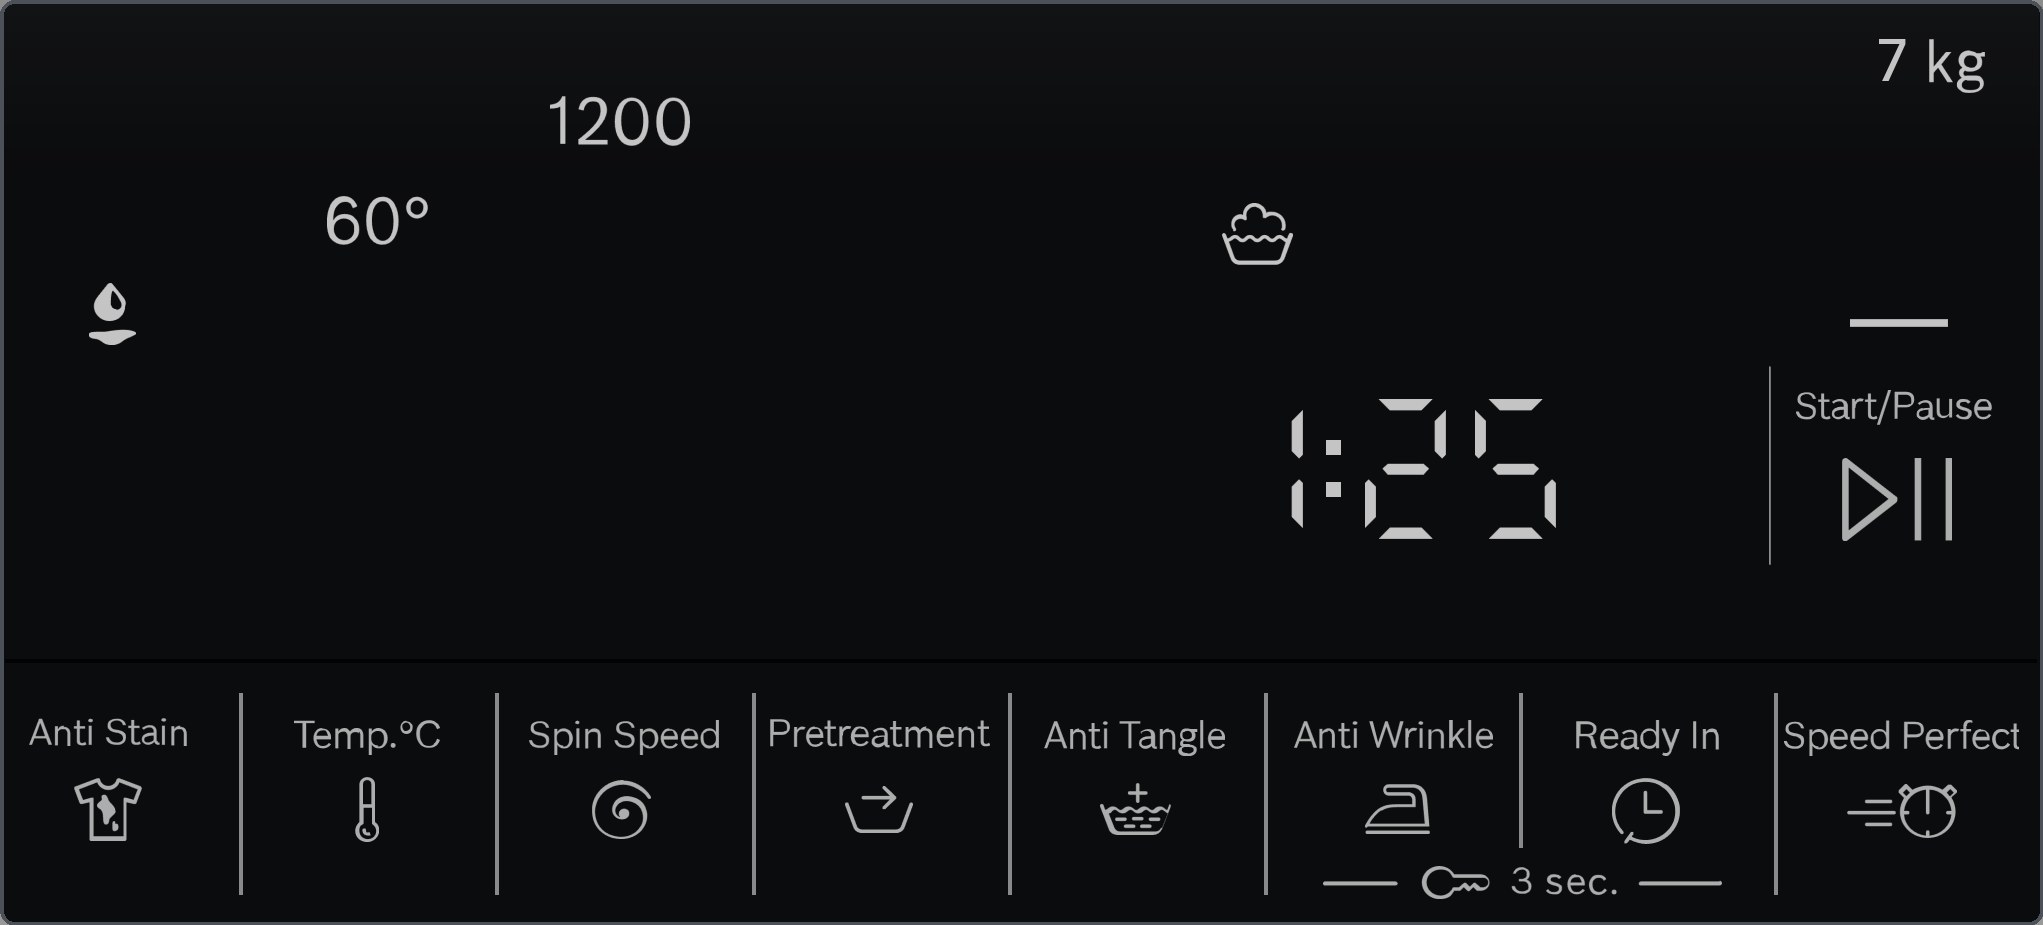 7 kg
1200
60°
1:25
Start/Pause
Anti Stain
Temp.°C
Spin Speed
Pretreatment
Anti Tangle
Anti Wrinkle
Ready In
Speed Perfect
3 sec.